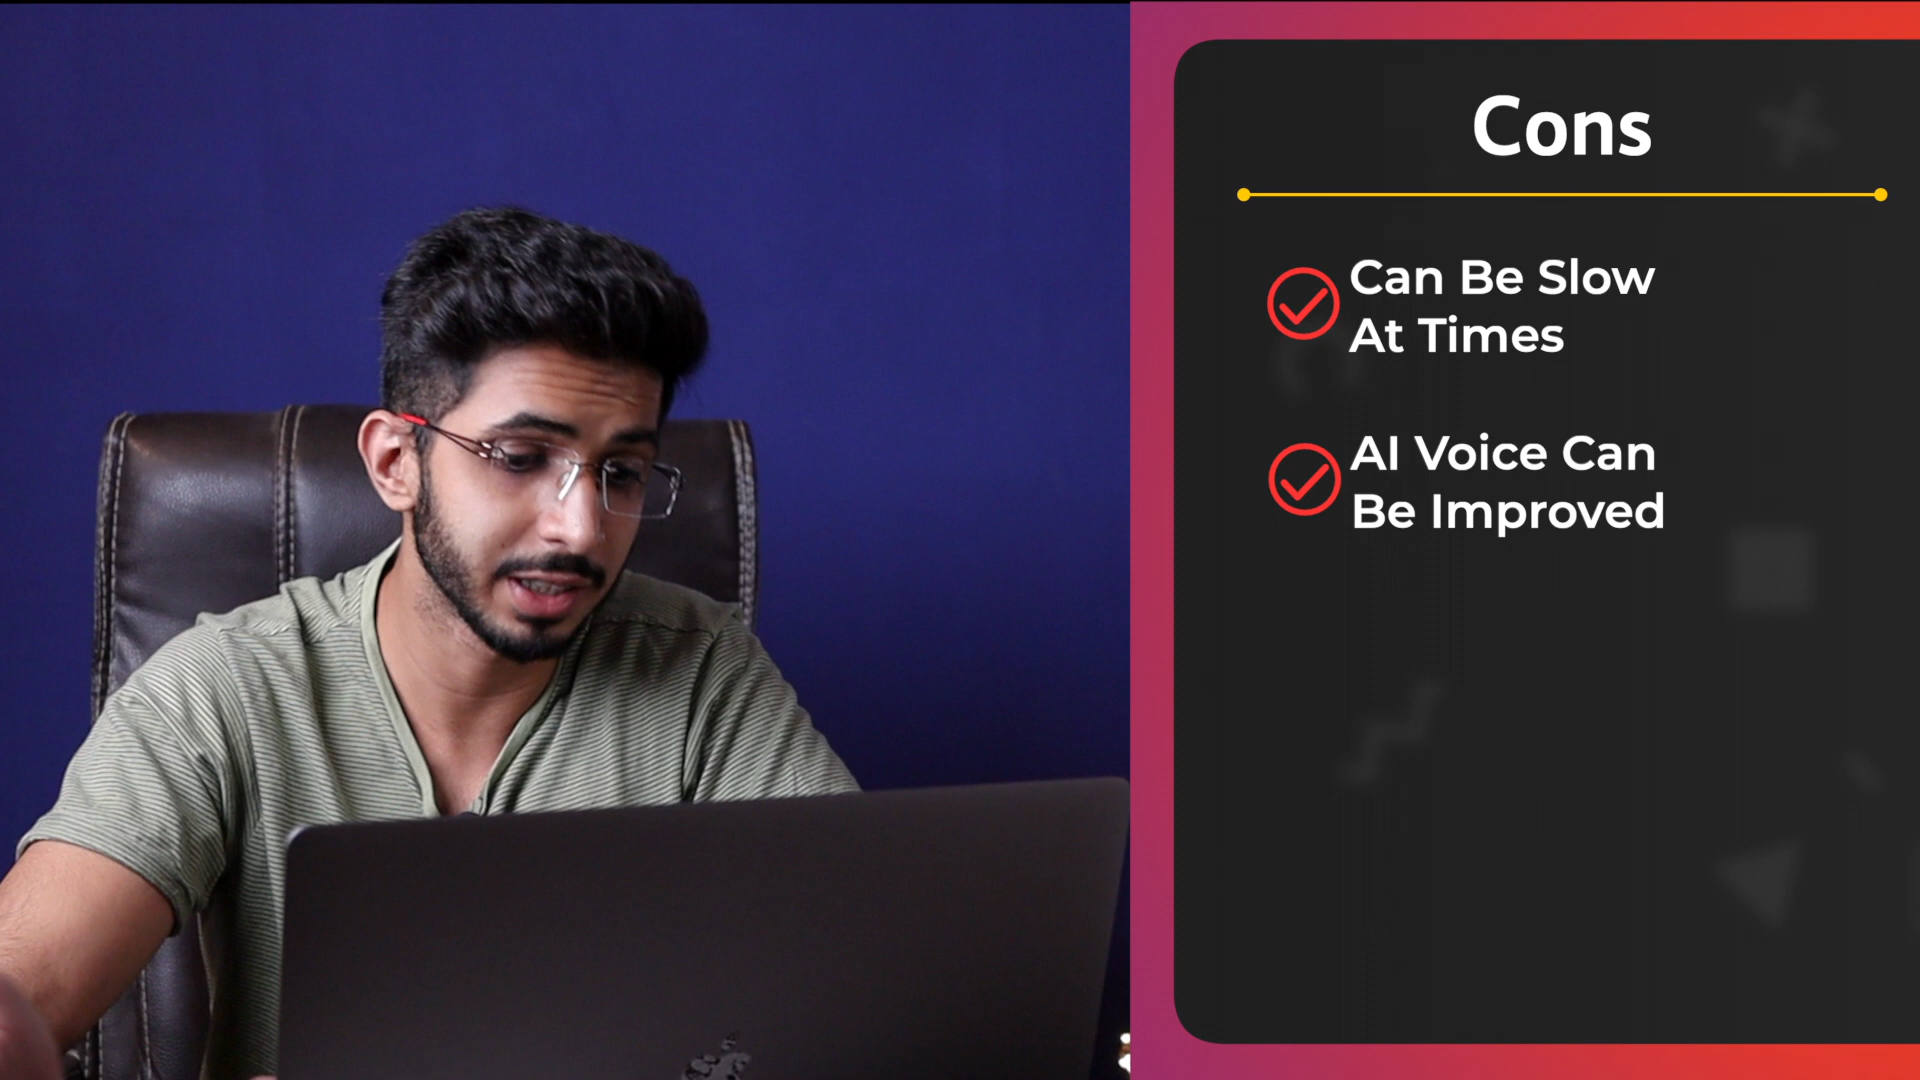 Cons
Can Be Slow
At Times
AI Voice Can
Be Improved